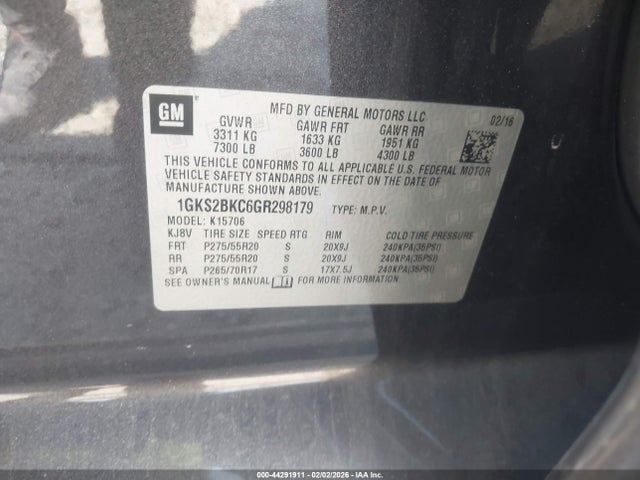 GM
MFD BY GENERAL MOTORS LLC
02/16
GVWR GAWR FRT GAWR RR
3311 KG 1633 KG 1951 KG
7300 LB 3600 LB 4300 LB
THIS VEHICLE CONFORMS TO ALL APPLICABLE U.S. FEDERAL MOTOR
VEHICLE SAFETY STANDARDS IN EFFECT ON THE DATE OF
MANUFACTURE SHOWN ABOVE.
1GKS2BKC6GR298179 TYPE: M.P.V.
MODEL: K15706
KJ8V TIRE SIZE SPEED RTG RIM COLD TIRE PRESSURE
FRT P275/55R20 S 20X9J 240KPA(35PSI)
RR P275/55R20 S 20X9J 240KPA(35PSI)
SPA P265/70R17 S 17X7.5J 240KPA(35PSI)
SEE OWNER'S MANUAL i FOR MORE INFORMATION.
000-44291911 - 02/02/2026 - IAAI.com